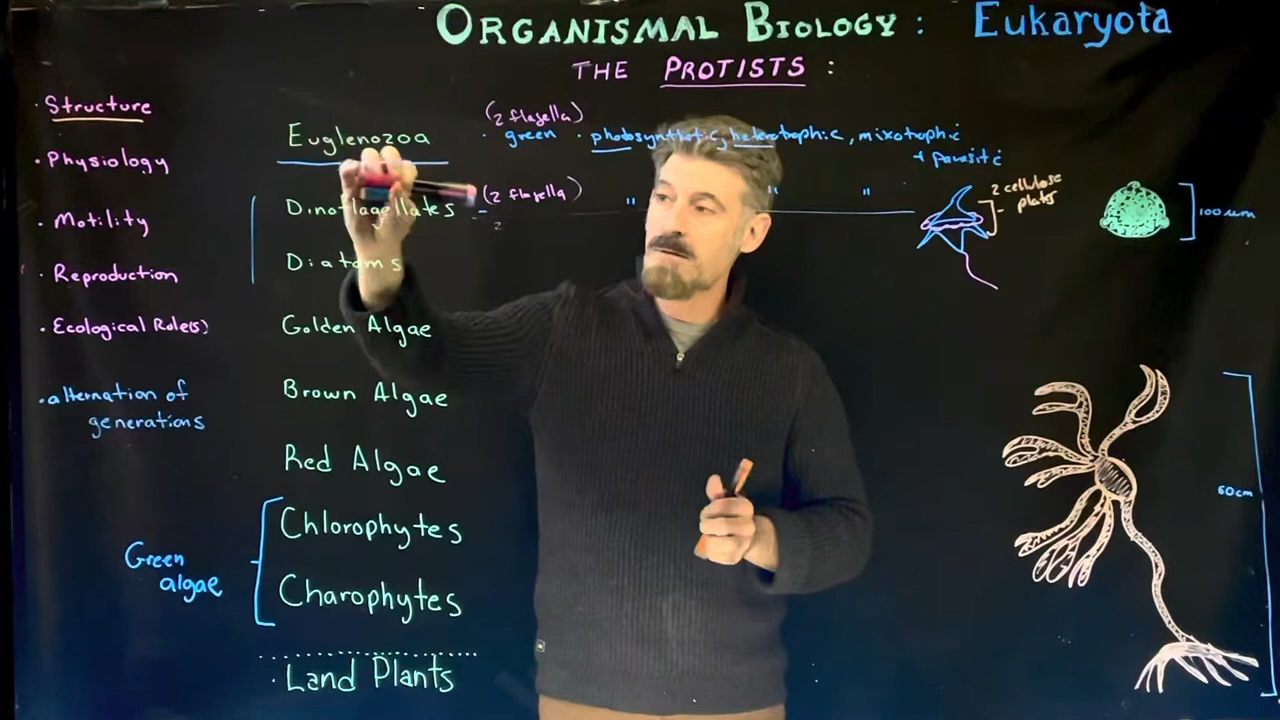 ORGANISMAL BIOLOGY : Eukaryota
THE PROTISTS :
· Structure
· Physiology
· Motility
· Reproduction
· Ecological Role(s)
· alternation of
generations
Euglenozoa
(2 flagella)
· green · photosynthetic, heterotrophic, mixotrophic
+ parasitic
Dinoflagellates - (2 flagella) " " "
2
2 cellulose
plates
100 um
Diatoms
Golden Algae
Brown Algae
Red Algae
Green
algae
Chlorophytes
Charophytes
· Land Plants
60cm